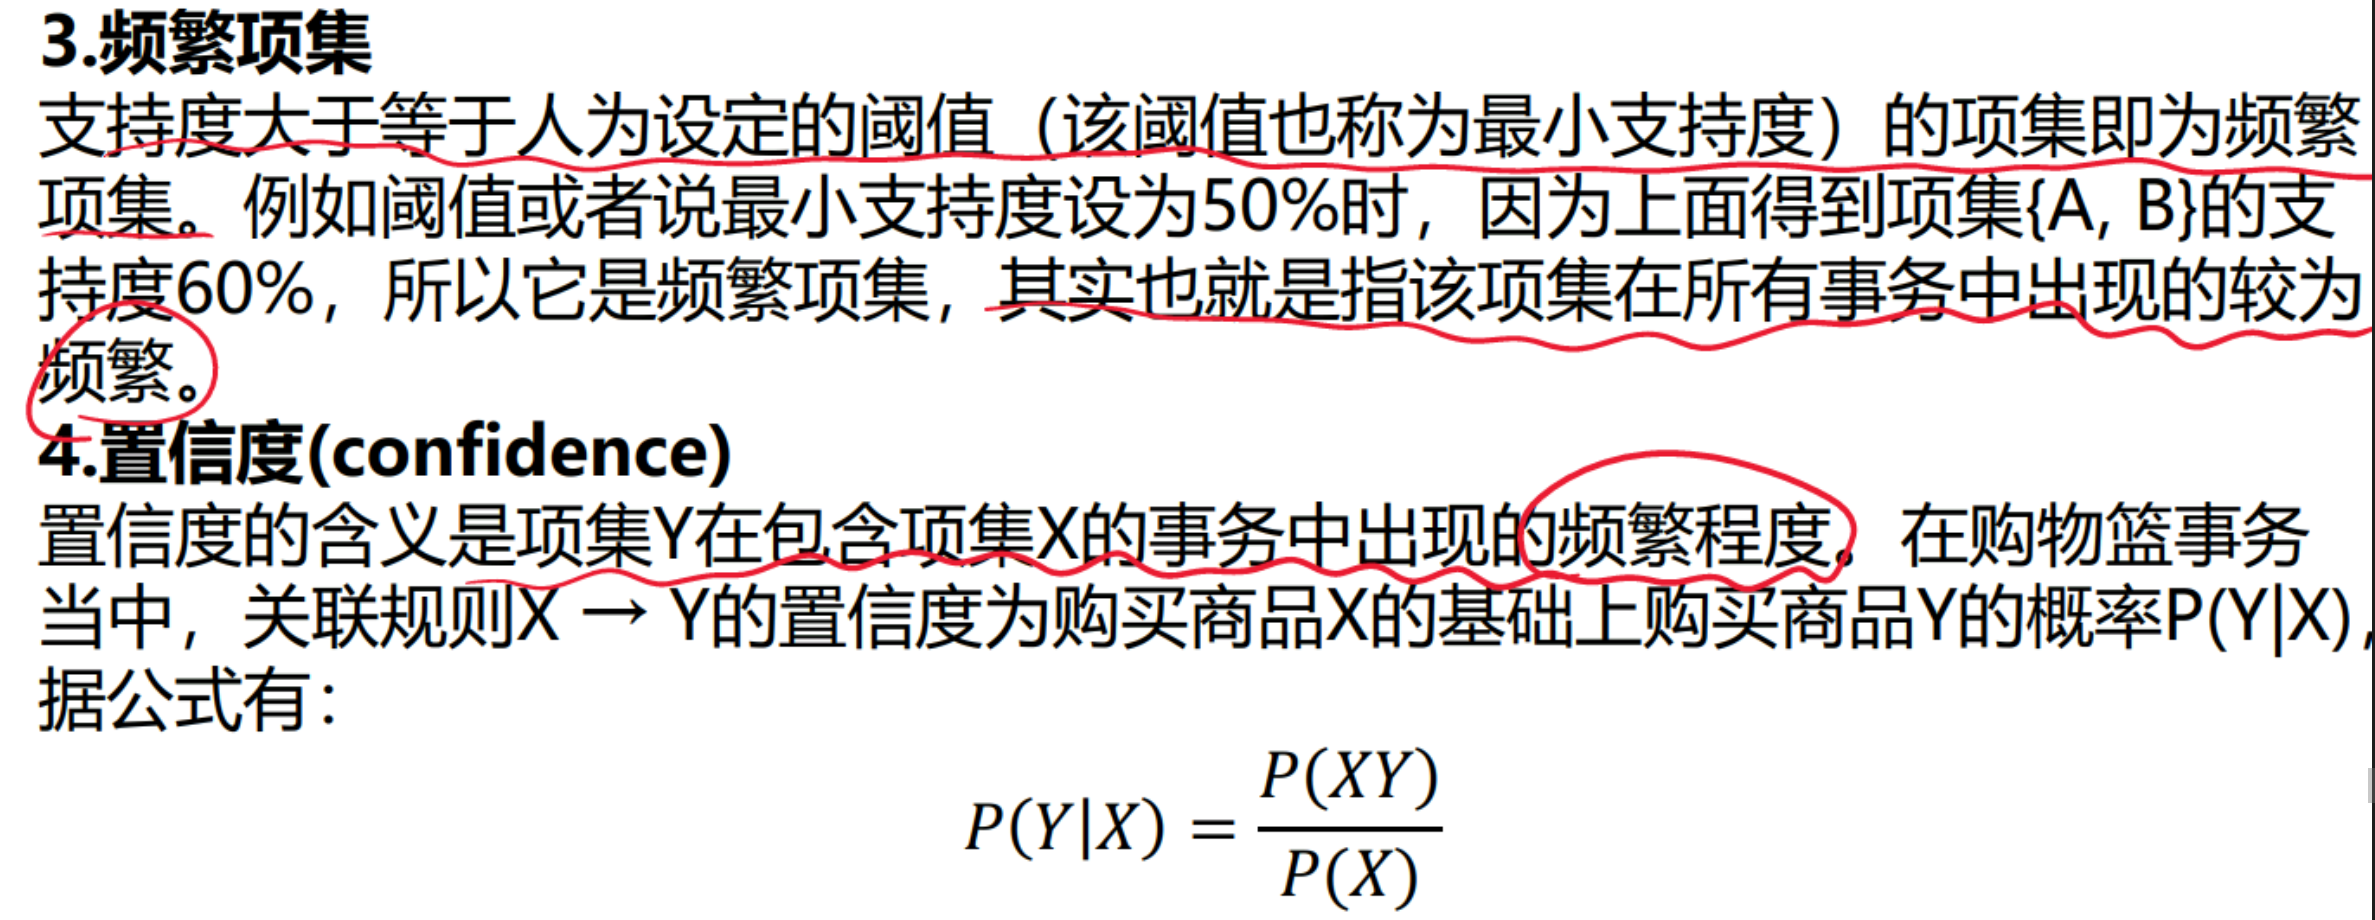 3.频繁项集
支持度大于等于人为设定的阈值（该阈值也称为最小支持度）的项集即为频繁
项集。例如阈值或者说最小支持度设为50%时，因为上面得到项集{A, B}的支
持度60%，所以它是频繁项集，其实也就是指该项集在所有事务中出现的较为
频繁。
4.置信度(confidence)
置信度的含义是项集Y在包含项集X的事务中出现的频繁程度。在购物篮事务
当中，关联规则X → Y的置信度为购买商品X的基础上购买商品Y的概率P(Y|X),
据公式有：
P(Y|X) = P(XY) / P(X)